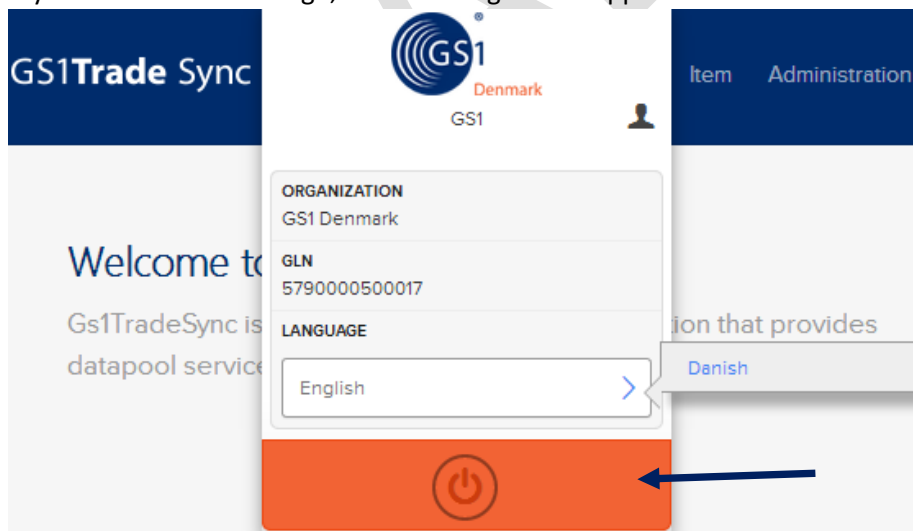 GS1Trade Sync
GS1
®
Denmark
GS1
Item Administration
ORGANIZATION
GS1 Denmark
GLN
5790000500017
LANGUAGE
English
Danish
Welcome to
Gs1TradeSync is
tion that provides
datapool service